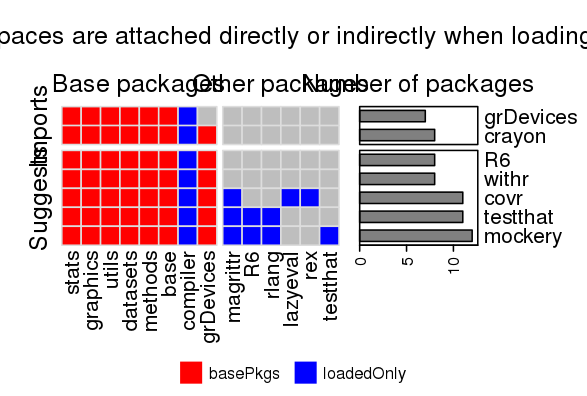 paces are attached directly or indirectly when loading
Base packages
Other packages
Number of packages
Imports
Suggests
grDevices
crayon
R6
withr
covr
testthat
mockery
0
5
10
stats
graphics
utils
datasets
methods
base
compiler
grDevices
magrittr
R6
rlang
lazyeval
rex
testthat
basePkgs
loadedOnly